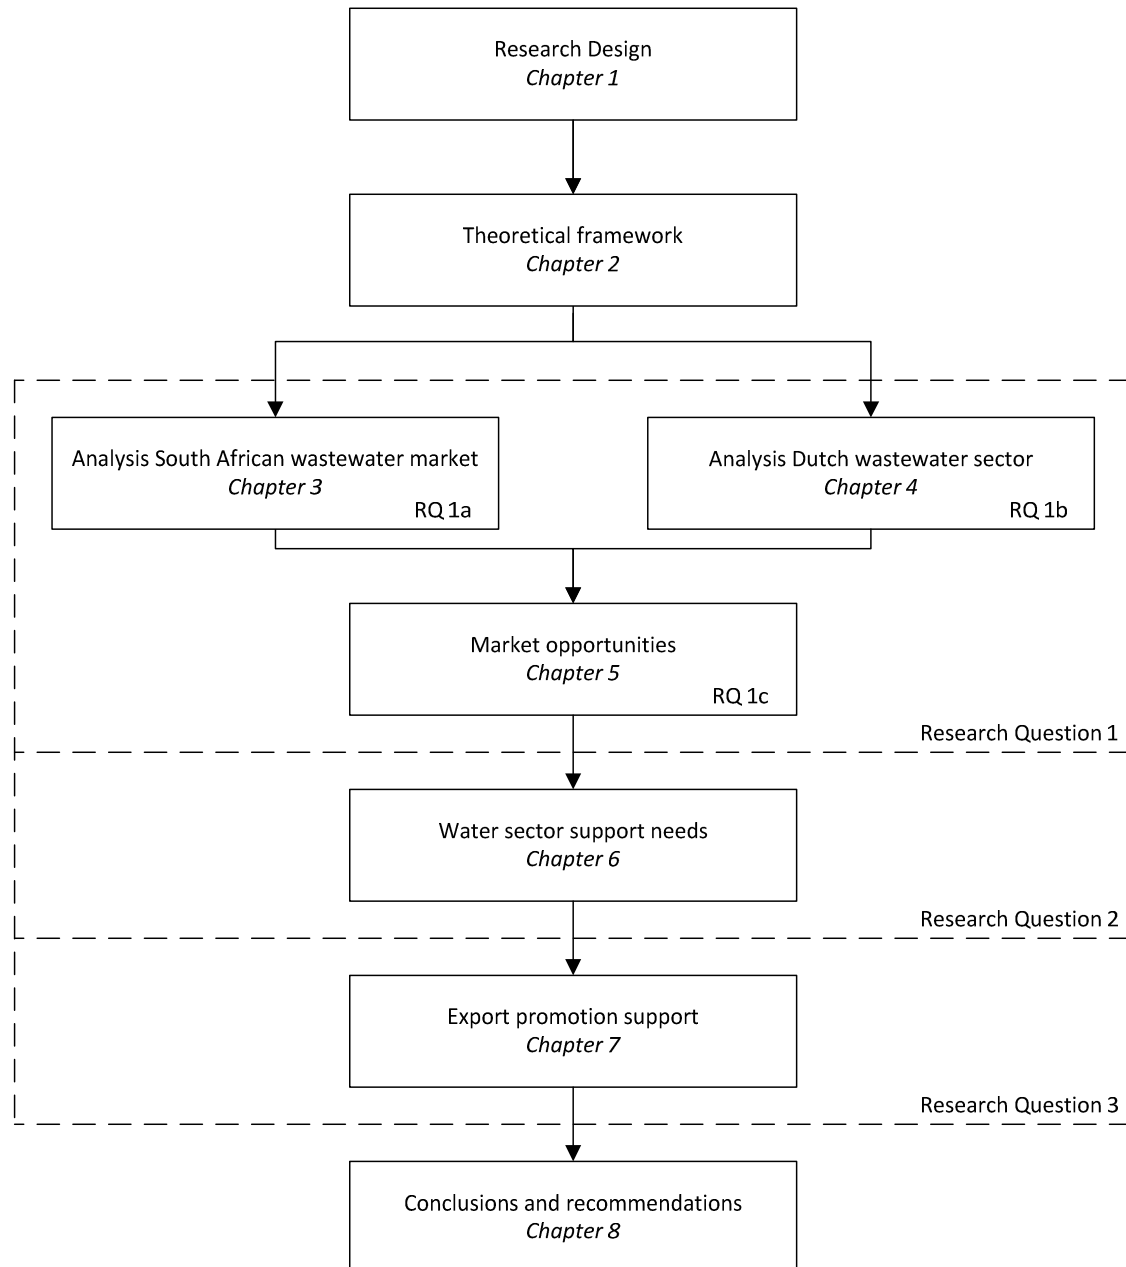 Research Design
Chapter 1
Theoretical framework
Chapter 2
Analysis South African wastewater market
Chapter 3
RQ 1a
Analysis Dutch wastewater sector
Chapter 4
RQ 1b
Market opportunities
Chapter 5
RQ 1c
Research Question 1
Water sector support needs
Chapter 6
Research Question 2
Export promotion support
Chapter 7
Research Question 3
Conclusions and recommendations
Chapter 8